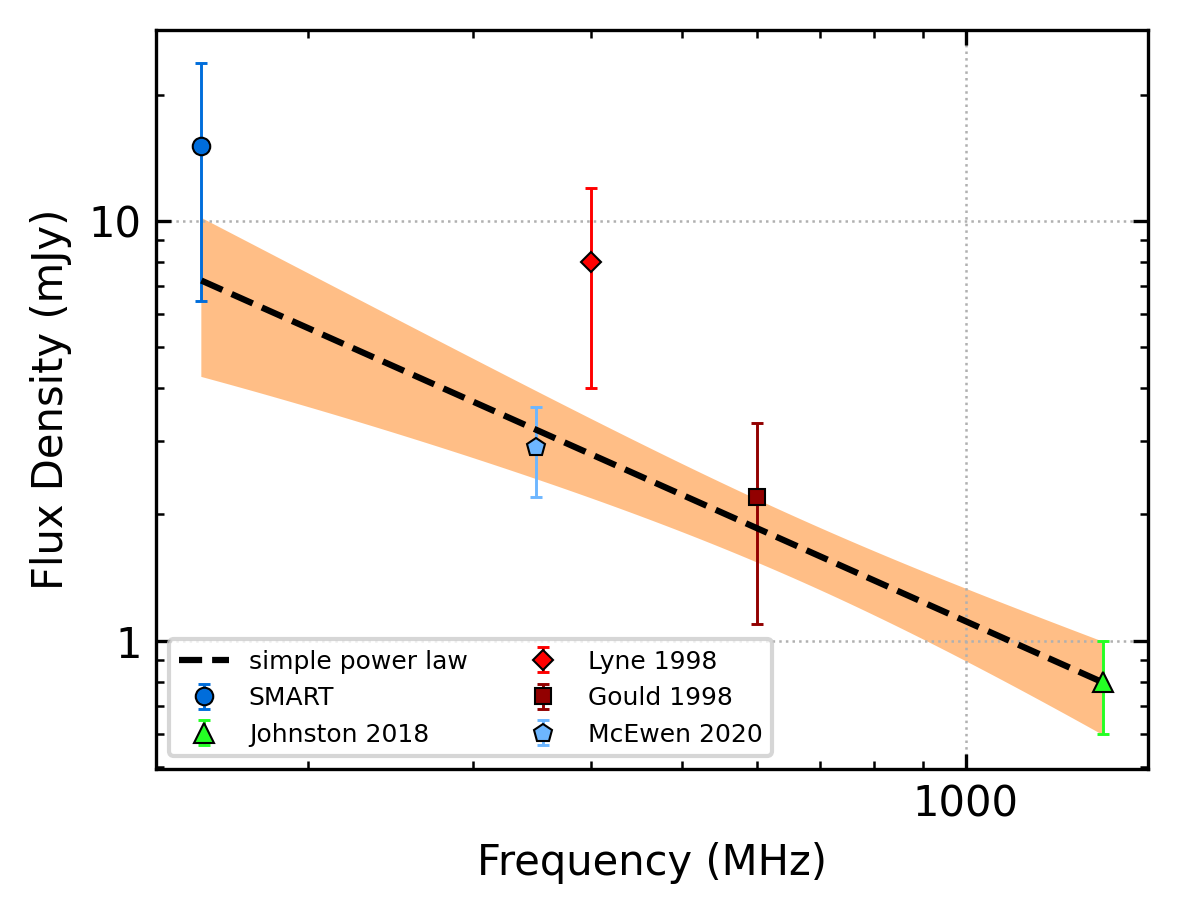 Flux Density (mJy)
10
1
simple power law
SMART
Johnston 2018
Lyne 1998
Gould 1998
McEwen 2020
1000
Frequency (MHz)